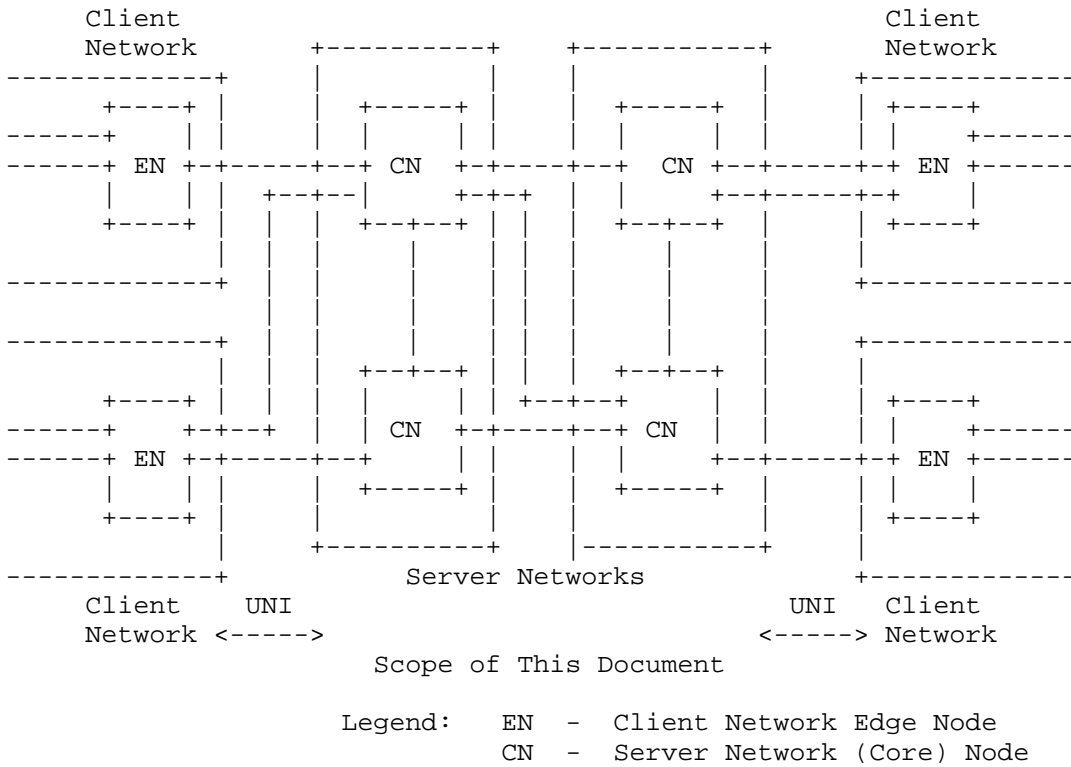 Client Client
Network Network
EN CN CN EN
CN CN
EN EN
Server Networks
Client UNI UNI Client
Network <-----> <-----> Network
Scope of This Document
Legend: EN - Client Network Edge Node
CN - Server Network (Core) Node